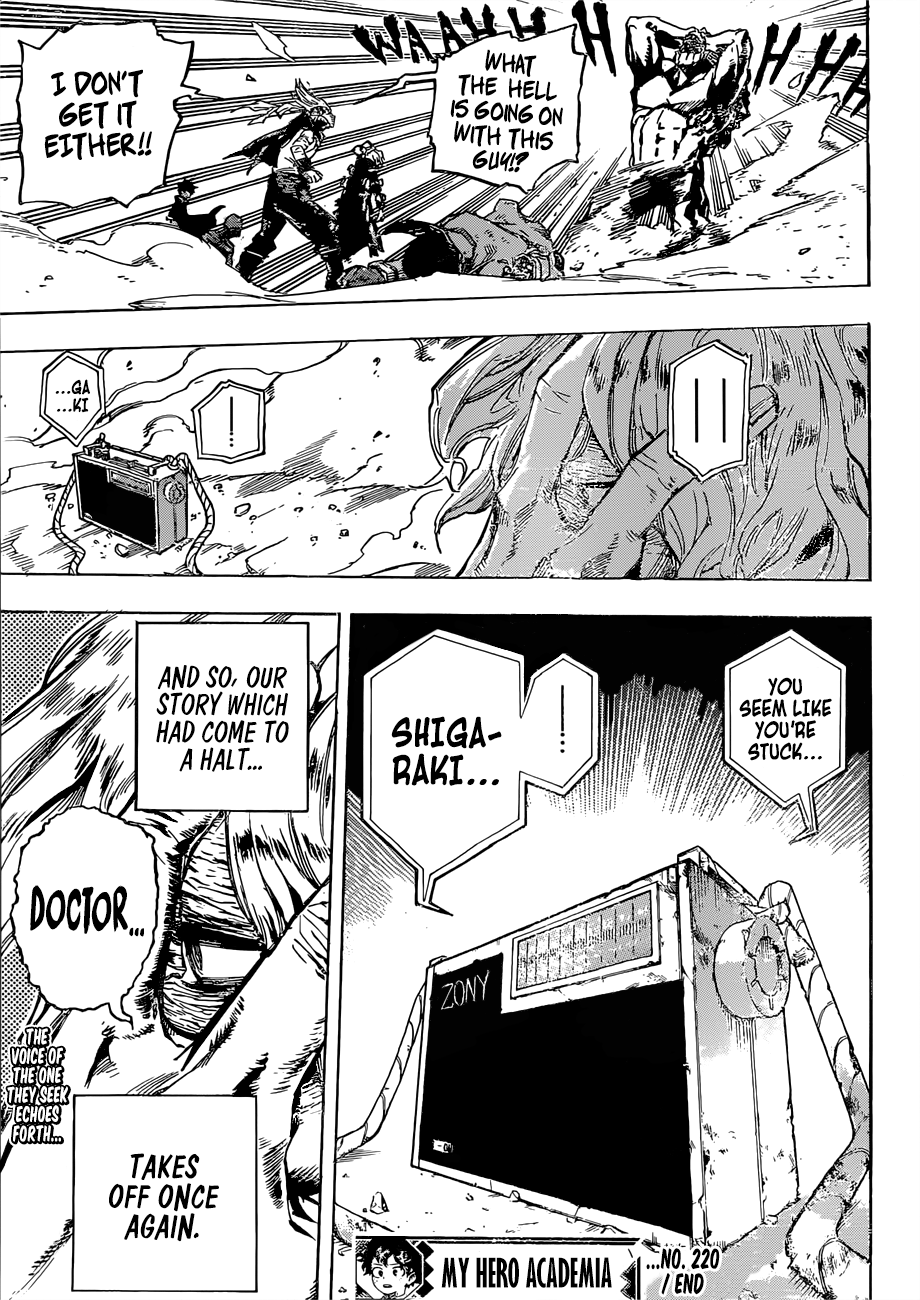 WAAHHHHHHA
WHAT
THE HELL
IS GOING ON
WITH THIS
GUY!?
I DON'T
GET IT
EITHER!!
...GA
...KI
YOU
SEEM LIKE
YOU'RE
STUCK...
SHIGA-
RAKI...
ZONY
AND SO, OUR
STORY WHICH
HAD COME TO
A HALT...
DOCTOR...
THE
VOICE OF
THE ONE
THEY SEEK
ECHOES
FORTH...
TAKES
OFF ONCE
AGAIN.
MY HERO ACADEMIA
...NO. 220
/ END